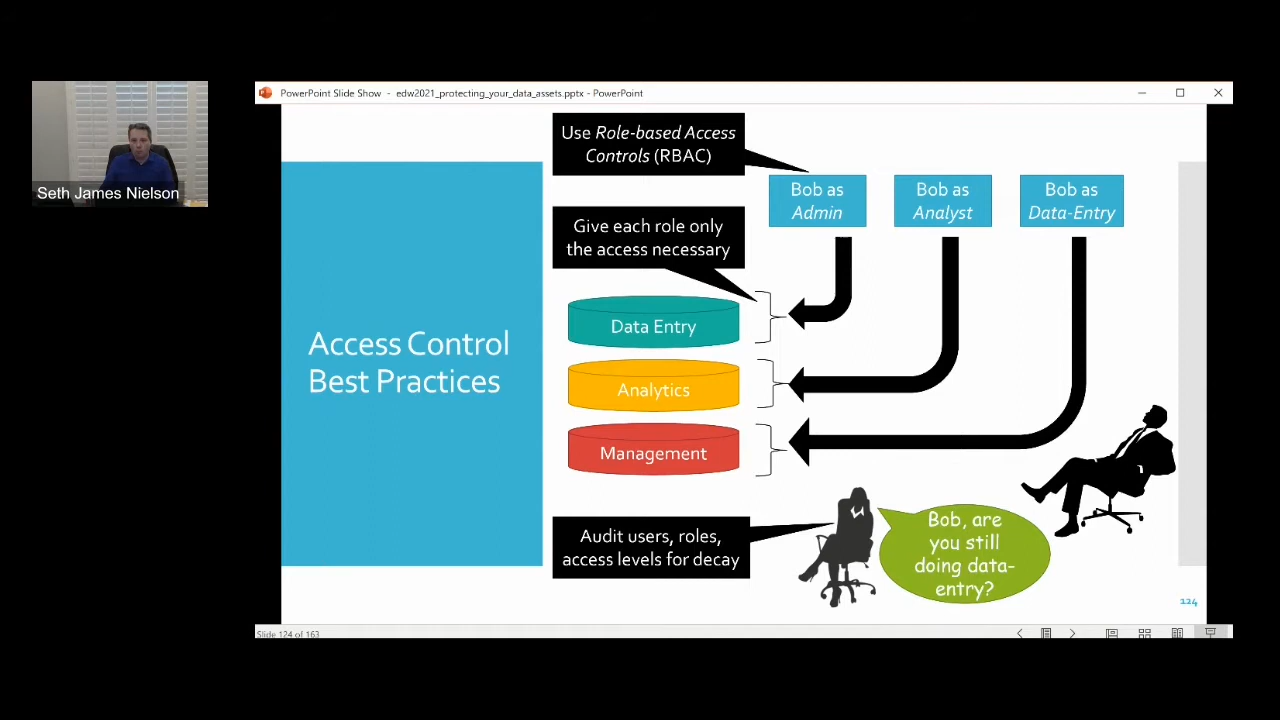 PowerPoint Slide Show - edw2021_protecting_your_data_assets.pptx - PowerPoint
Seth James Nielson
Use Role-based Access
Controls (RBAC)
Bob as
Admin
Bob as
Analyst
Bob as
Data-Entry
Give each role only
the access necessary
Access Control
Best Practices
Data Entry
Analytics
Management
Audit users, roles,
access levels for decay
Bob, are
you still
doing data-
entry?
124
Slide 124 of 163